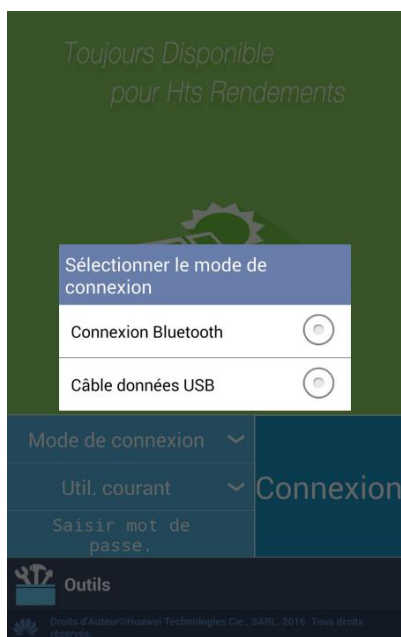 Toujours Disponible
pour Hts Rendements
Sélectionner le mode de
connexion
Connexion Bluetooth
Câble données USB
Mode de connexion
Util. courant
Saisir mot de
passe.
Connexion
Outils
Droits d'Auteur©Huawei Technologies Cie., SARL. 2016. Tous droits
réservés.